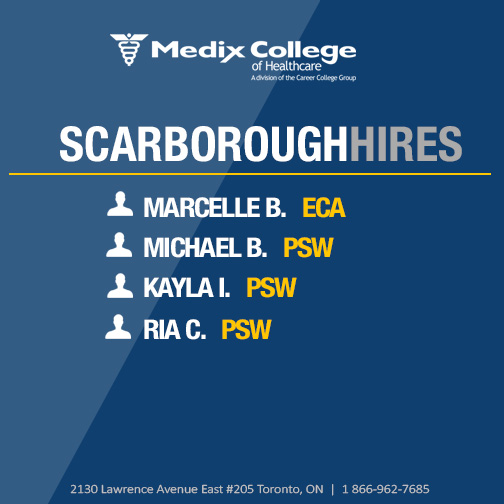 Medix College
of Healthcare
A division of the Career College Group
SCARBOROUGHHIRES
MARCELLE B. ECA
MICHAEL B. PSW
KAYLA I. PSW
RIA C. PSW
2130 Lawrence Avenue East #205 Toronto, ON | 1 866-962-7685